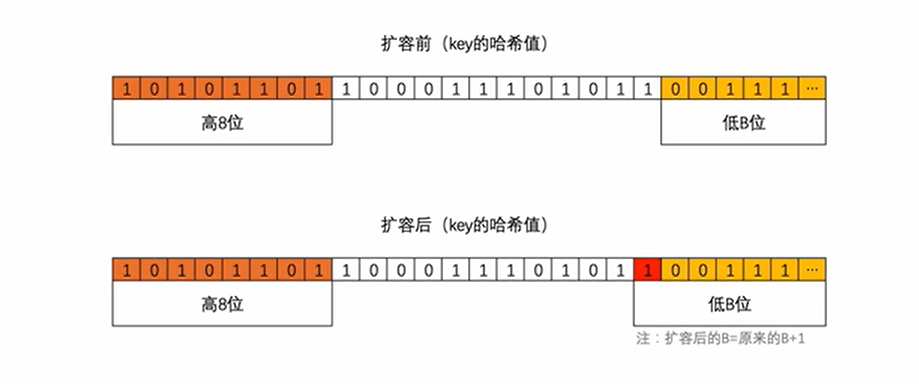 扩容前（key的哈希值）
1 0 1 0 1 1 0 1 1 0 0 0 1 1 1 0 1 0 1 1 0 0 1 1 1 ...
高8位 低B位
扩容后（key的哈希值）
1 0 1 0 1 1 0 1 1 0 0 0 1 1 1 0 1 0 1 1 0 0 1 1 1 ...
高8位 低B位
注：扩容后的B=原来的B+1